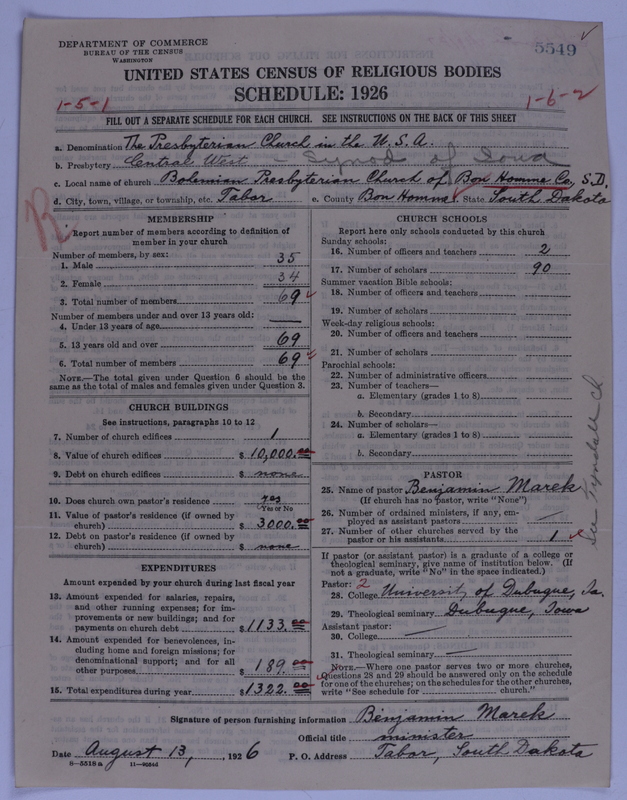 DEPARTMENT OF COMMERCE
BUREAU OF THE CENSUS
WASHINGTON
5549
UNITED STATES CENSUS OF RELIGIOUS BODIES
SCHEDULE: 1926
1-5-1
1-6-2
FILL OUT A SEPARATE SCHEDULE FOR EACH CHURCH. SEE INSTRUCTIONS ON THE BACK OF THIS SHEET
a. Denomination The Presbyterian Church in the U.S.A.
b. Presbytery Central West - Synod of
c. Local name of church Bohemian Presbyterian Church of Bon Homme Co, S.D.
d. City, town, village, or township, etc. Tabor e. County Bon Homme f. State South Dakota
R
MEMBERSHIP
Report number of members according to definition of
member in your church
Number of members, by sex:
1. Male 35
2. Female 34
3. Total number of members 69
Number of members under and over 13 years old:
4. Under 13 years of age —
5. 13 years old and over 69
6. Total number of members 69
NOTE.—The total given under Question 6 should be the
same as the total of males and females given under Question 3.
CHURCH BUILDINGS
See instructions, paragraphs 10 to 12
7. Number of church edifices 1
8. Value of church edifices $ 10,000.00
9. Debt on church edifices $ none
10. Does church own pastor's residence yes
Yes or No
11. Value of pastor's residence (if owned by
church) $ 3000.00
12. Debt on pastor's residence (if owned by
church) $ none
EXPENDITURES
Amount expended by your church during last fiscal year
13. Amount expended for salaries, repairs,
and other running expenses; for im-
provements or new buildings; and for
payments on church debt $ 1133.00
14. Amount expended for benevolences, in-
cluding home and foreign missions; for
denominational support; and for all
other purposes $ 189.00
15. Total expenditures during year $ 1322.00
CHURCH SCHOOLS
Report here only schools conducted by this church
Sunday schools:
16. Number of officers and teachers 2
17. Number of scholars 90
Summer vacation Bible schools:
18. Number of officers and teachers
19. Number of scholars
Week-day religious schools:
20. Number of officers and teachers
21. Number of scholars
Parochial schools:
22. Number of administrative officers
23. Number of teachers—
a. Elementary (grades 1 to 8)
b. Secondary
24. Number of scholars—
a. Elementary (grades 1 to 8)
b. Secondary
See Tyndall Ch
PASTOR
25. Name of pastor Benjamin Marek
(If church has no pastor, write "None")
26. Number of ordained ministers, if any, em-
ployed as assistant pastors —
27. Number of other churches served by the
pastor or his assistants 1
If pastor (or assistant pastor) is a graduate of a college or
theological seminary, give name of institution below. (If
not a graduate, write "No" in the space indicated.)
Pastor: 2
28. College University of Dubuque, Ia.
29. Theological seminary Dubuque, Iowa
Assistant pastor:
30. College —
31. Theological seminary —
NOTE.—Where one pastor serves two or more churches,
Questions 28 and 29 should be answered only on the schedule
for one of the churches; on the schedules for the other churches,
write "See schedule for church."
Signature of person furnishing information Benjamin Marek
Official title minister
Date August 13, 1926 P. O. Address Tabor, South Dakota
8—5518a